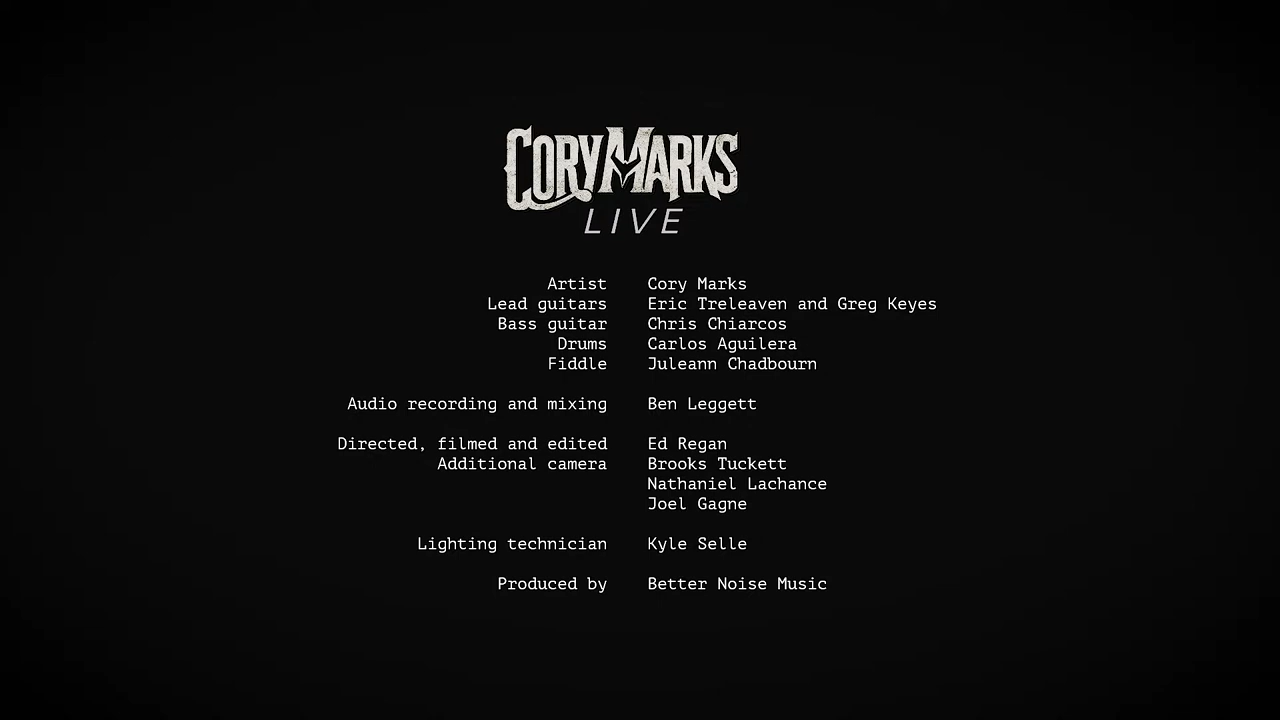 CORY MARKS
LIVE
Artist Cory Marks
Lead guitars Eric Treleaven and Greg Keyes
Bass guitar Chris Chiarcos
Drums Carlos Aguilera
Fiddle Juleann Chadbourn
Audio recording and mixing Ben Leggett
Directed, filmed and edited Ed Regan
Additional camera Brooks Tuckett
Nathaniel Lachance
Joel Gagne
Lighting technician Kyle Selle
Produced by Better Noise Music